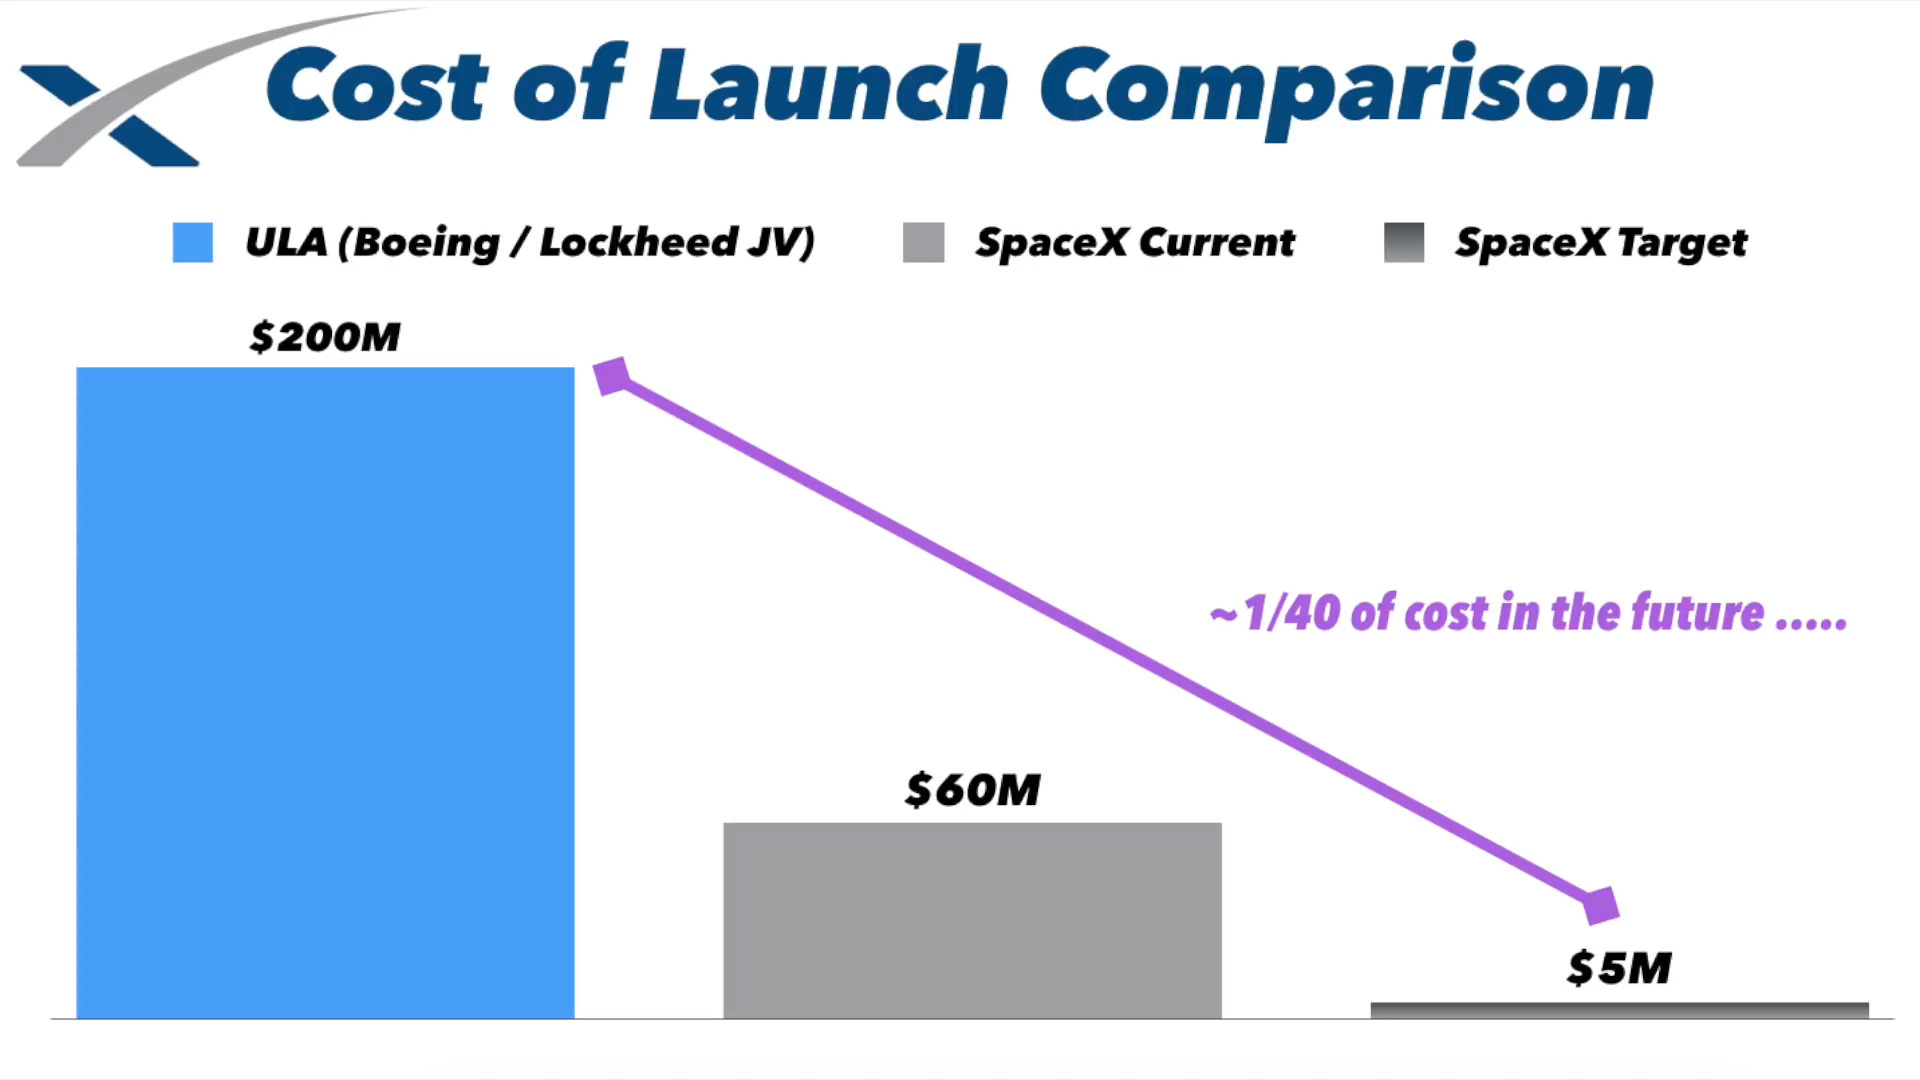 Cost of Launch Comparison
ULA (Boeing / Lockheed JV) SpaceX Current SpaceX Target
$200M
~1/40 of cost in the future .....
$60M
$5M